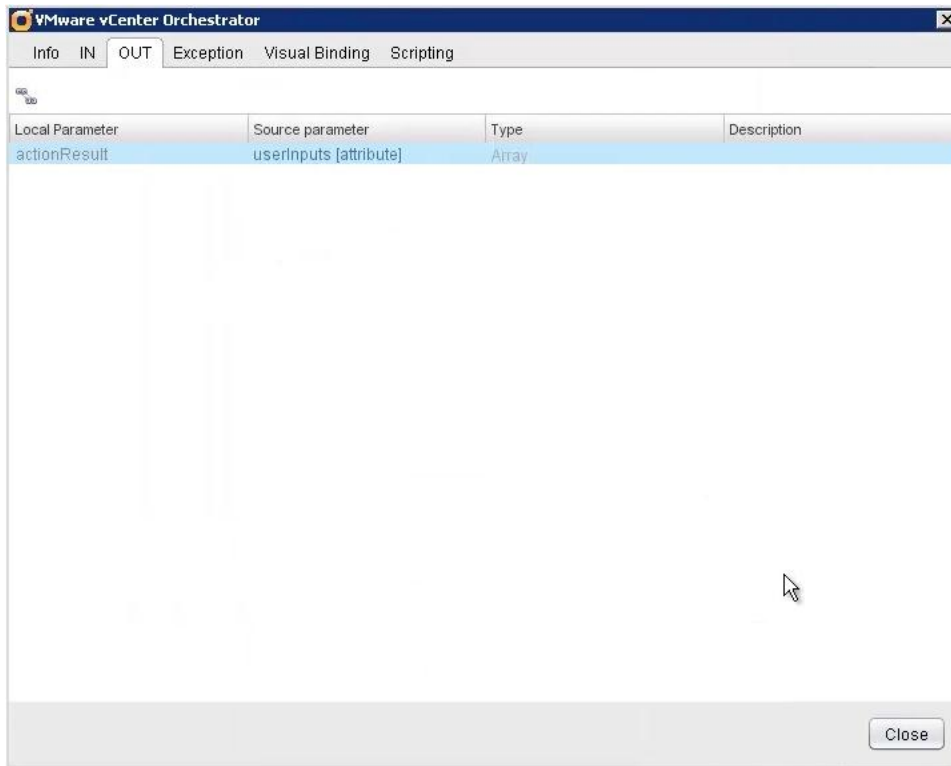 VMware vCenter Orchestrator
Info IN OUT Exception Visual Binding Scripting
Local Parameter Source parameter Type Description
actionResult userInputs [attribute] Array
Close